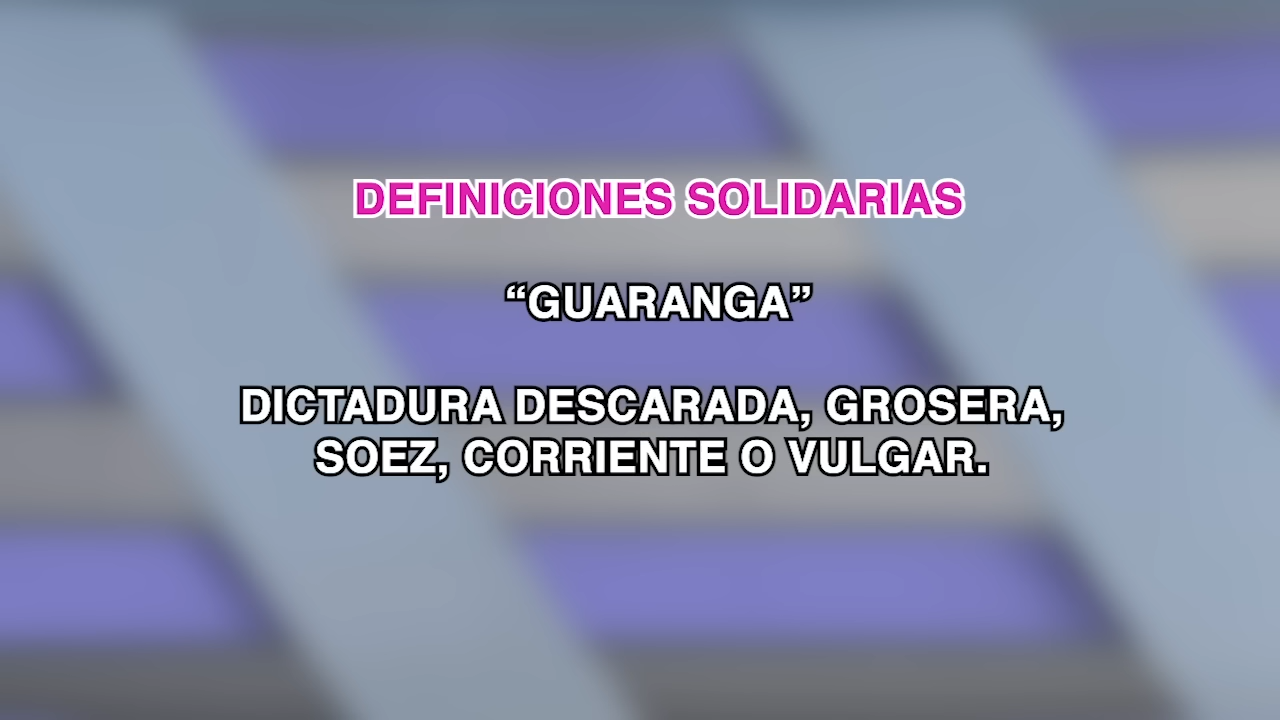 DEFINICIONES SOLIDARIAS
“GUARANGA”
DICTADURA DESCARADA, GROSERA,
SOEZ, CORRIENTE O VULGAR.